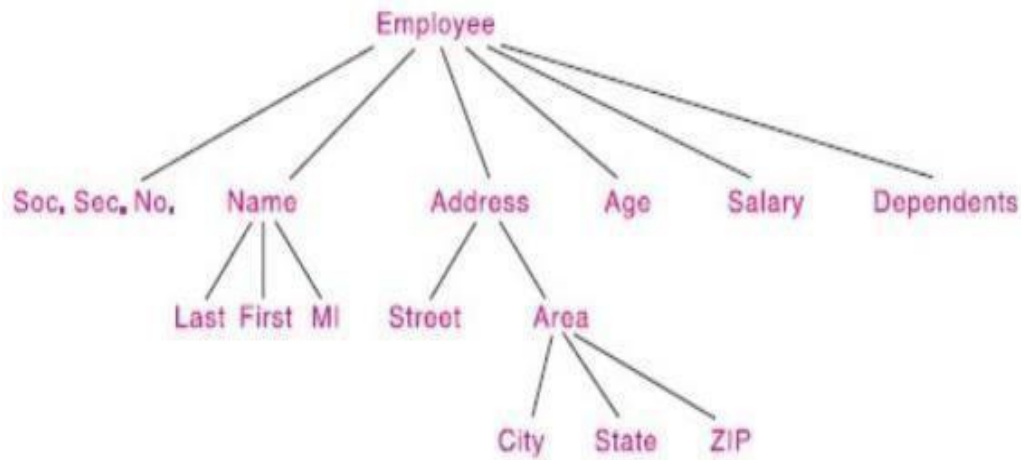 Employee
Soc. Sec. No. Name Address Age Salary Dependents
Last First MI Street Area
City State ZIP